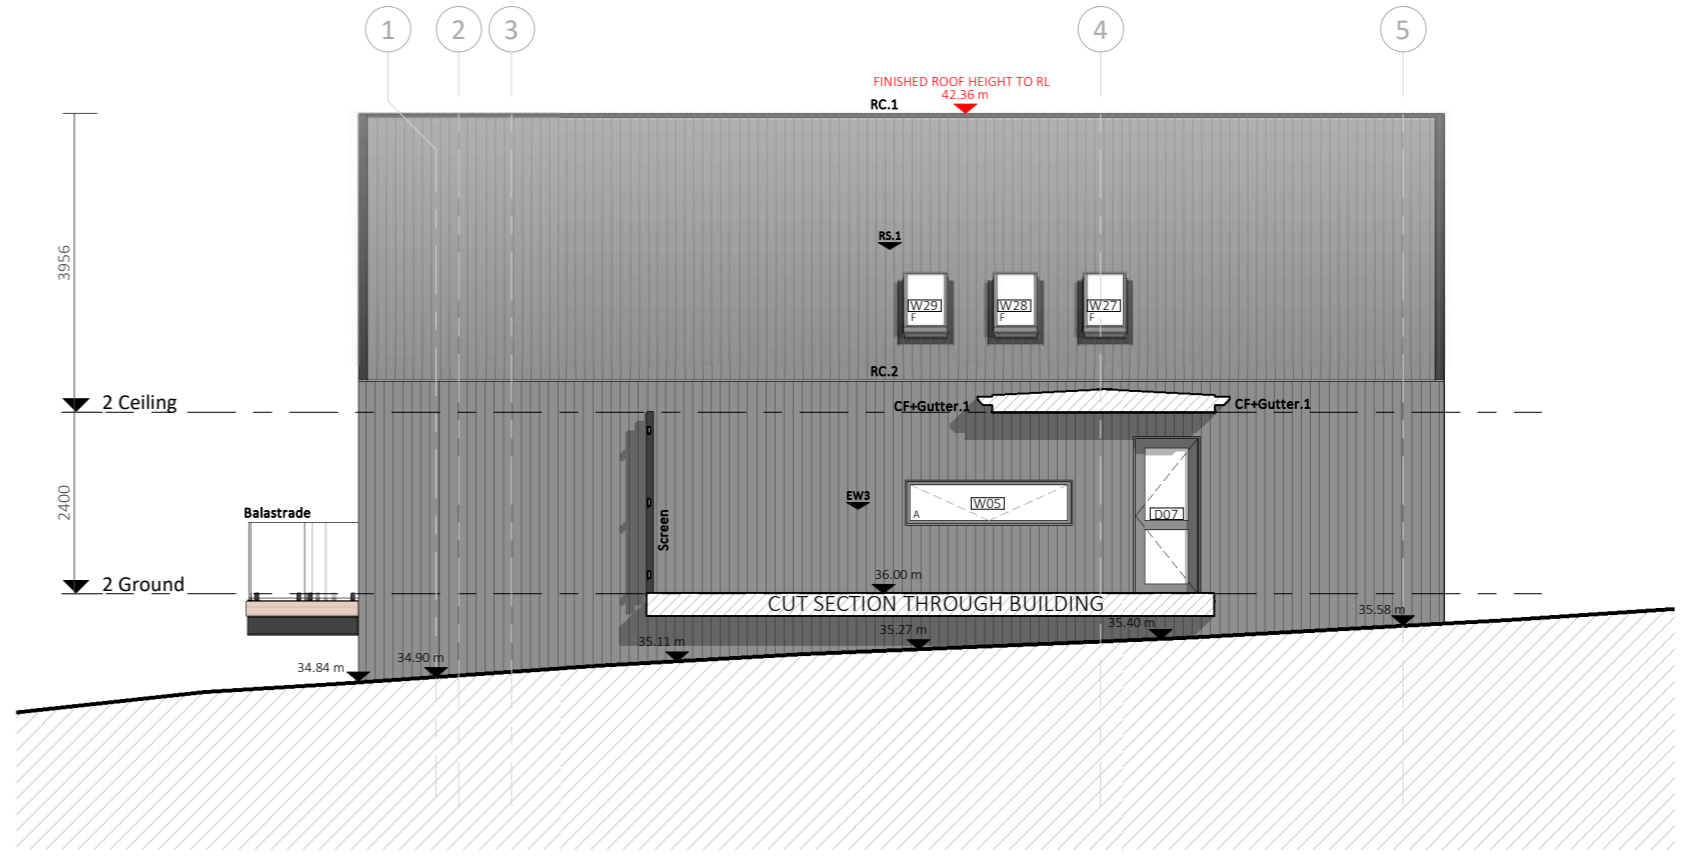 1
2
3
4
5
FINISHED ROOF HEIGHT TO RL
42.36 m
RC.1
3956
RS.1
W29
F
W28
F
W27
F
RC.2
2 Ceiling
CF+Gutter.1
CF+Gutter.1
2400
EW3
W05
A
D07
Balastrade
Screen
2 Ground
36.00 m
CUT SECTION THROUGH BUILDING
35.58 m
35.40 m
35.27 m
35.11 m
34.90 m
34.84 m